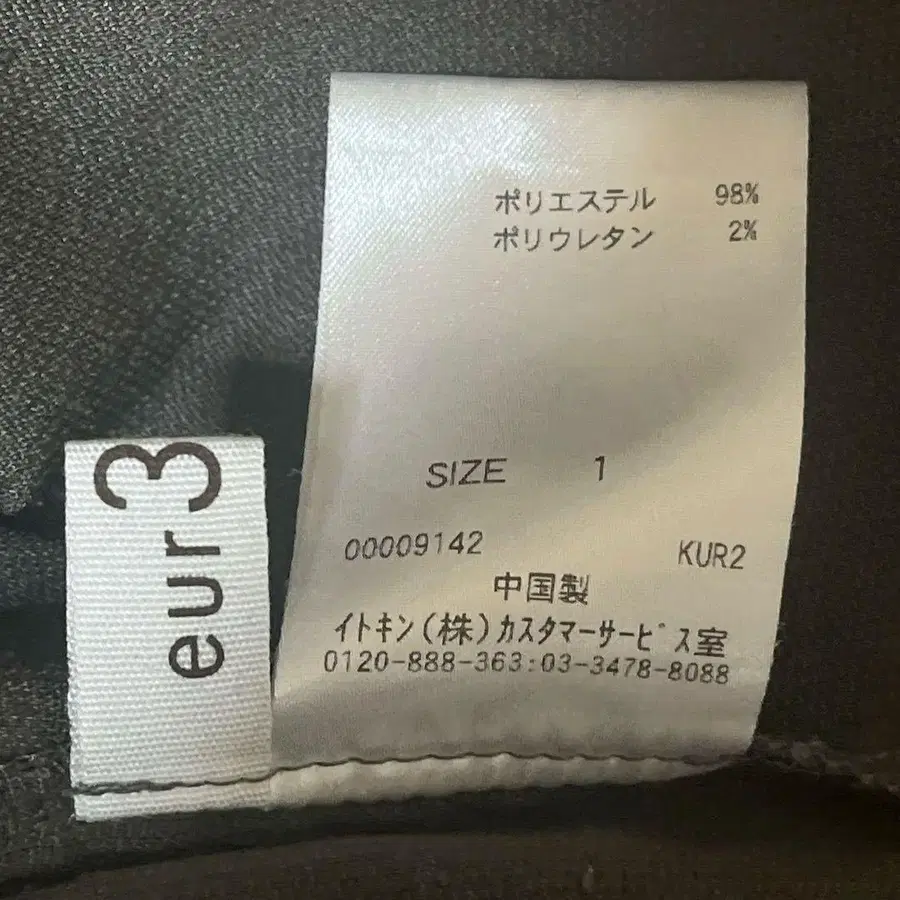 ポリエステル 98%
ポリウレタン 2%
SIZE 1
00009142 KUR2
中国製
イトキン(株)カスタマーサービス室
0120-888-363:03-3478-8088
eur3